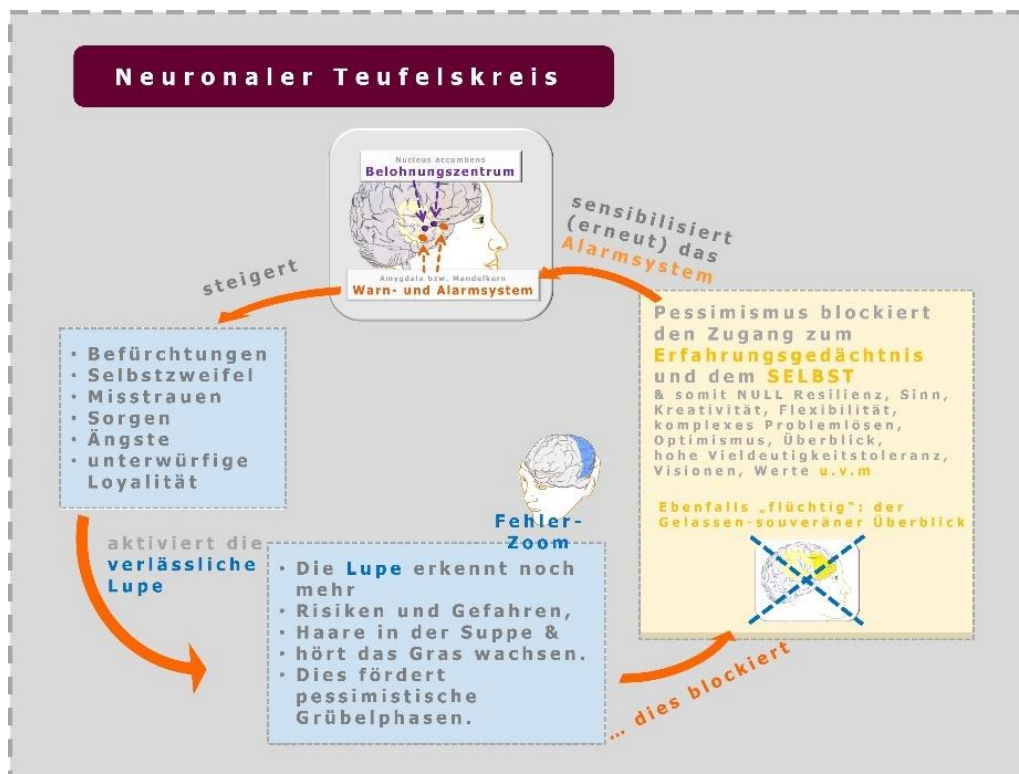 Neuronaler Teufelskreis
Nucleus accumbens
Belohnungszentrum
Amygdala bzw. Mandelkern
Warn- und Alarmsystem
steigert
• Befürchtungen
• Selbstzweifel
• Misstrauen
• Sorgen
• Ängste
• unterwürfige
Loyalität
aktiviert die
verlässliche
Lupe
Fehler-
Zoom
• Die Lupe erkennt noch
mehr
• Risiken und Gefahren,
• Haare in der Suppe &
• hört das Gras wachsen.
• Dies fördert
pessimistische
Grübelphasen.
... dies blockiert
Pessimismus blockiert
den Zugang zum
Erfahrungsgedächtnis
und dem SELBST
& somit NULL Resilienz, Sinn,
Kreativität, Flexibilität,
komplexes Problemlösen,
Optimismus, Überblick,
hohe Vieldeutigkeitstoleranz,
Visionen, Werte u.v.m
Ebenfalls „flüchtig“: der
Gelassen-souveräner Überblick
sensibilisiert
(erneut) das
Alarmsystem